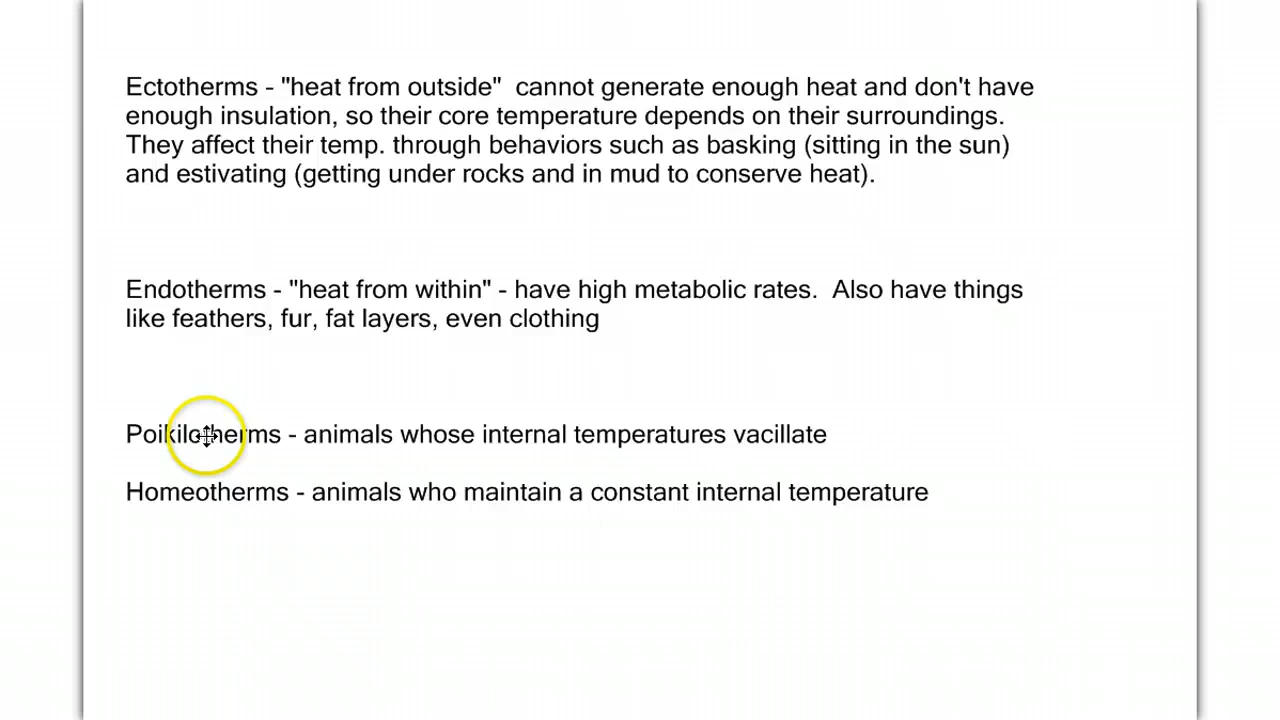 Ectotherms - "heat from outside"  cannot generate enough heat and don't have
enough insulation, so their core temperature depends on their surroundings.
They affect their temp. through behaviors such as basking (sitting in the sun)
and estivating (getting under rocks and in mud to conserve heat).
Endotherms - "heat from within" - have high metabolic rates.  Also have things
like feathers, fur, fat layers, even clothing
Poikilotherms - animals whose internal temperatures vacillate
Homeotherms - animals who maintain a constant internal temperature